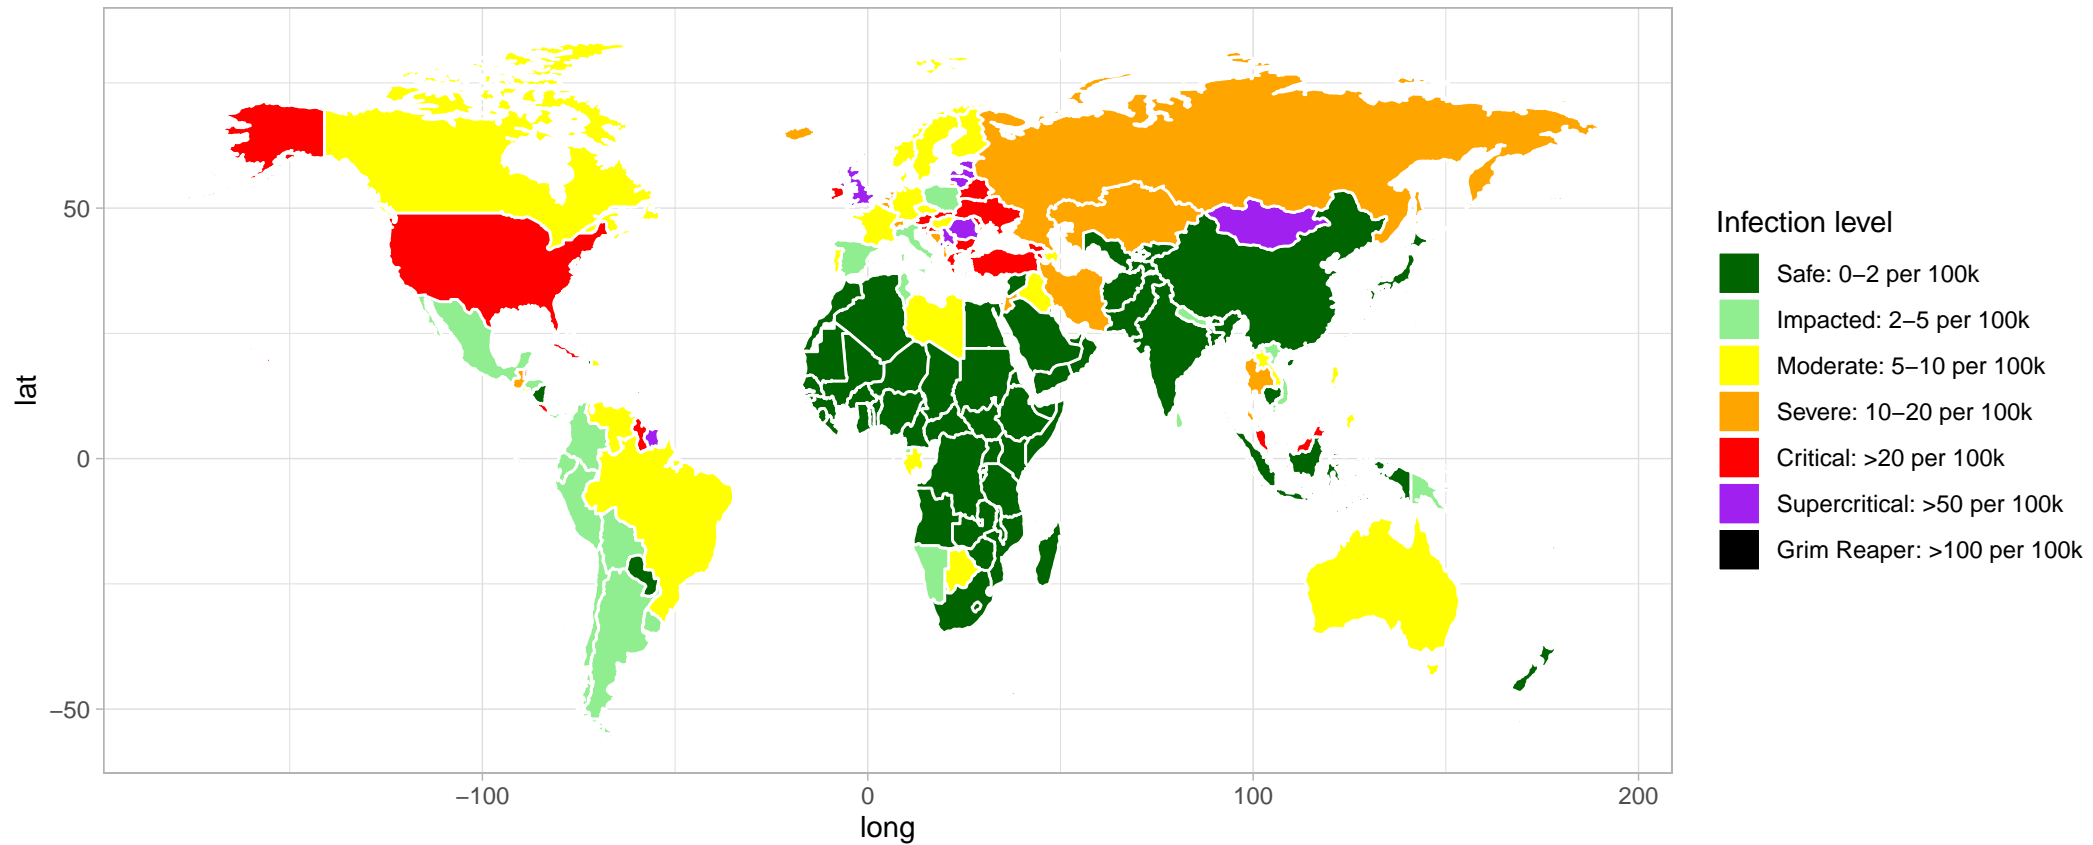 50
0
−50
lat
−100
0
100
200
long
Infection level
Safe: 0−2 per 100k
Impacted: 2−5 per 100k
Moderate: 5−10 per 100k
Severe: 10−20 per 100k
Critical: >20 per 100k
Supercritical: >50 per 100k
Grim Reaper: >100 per 100k